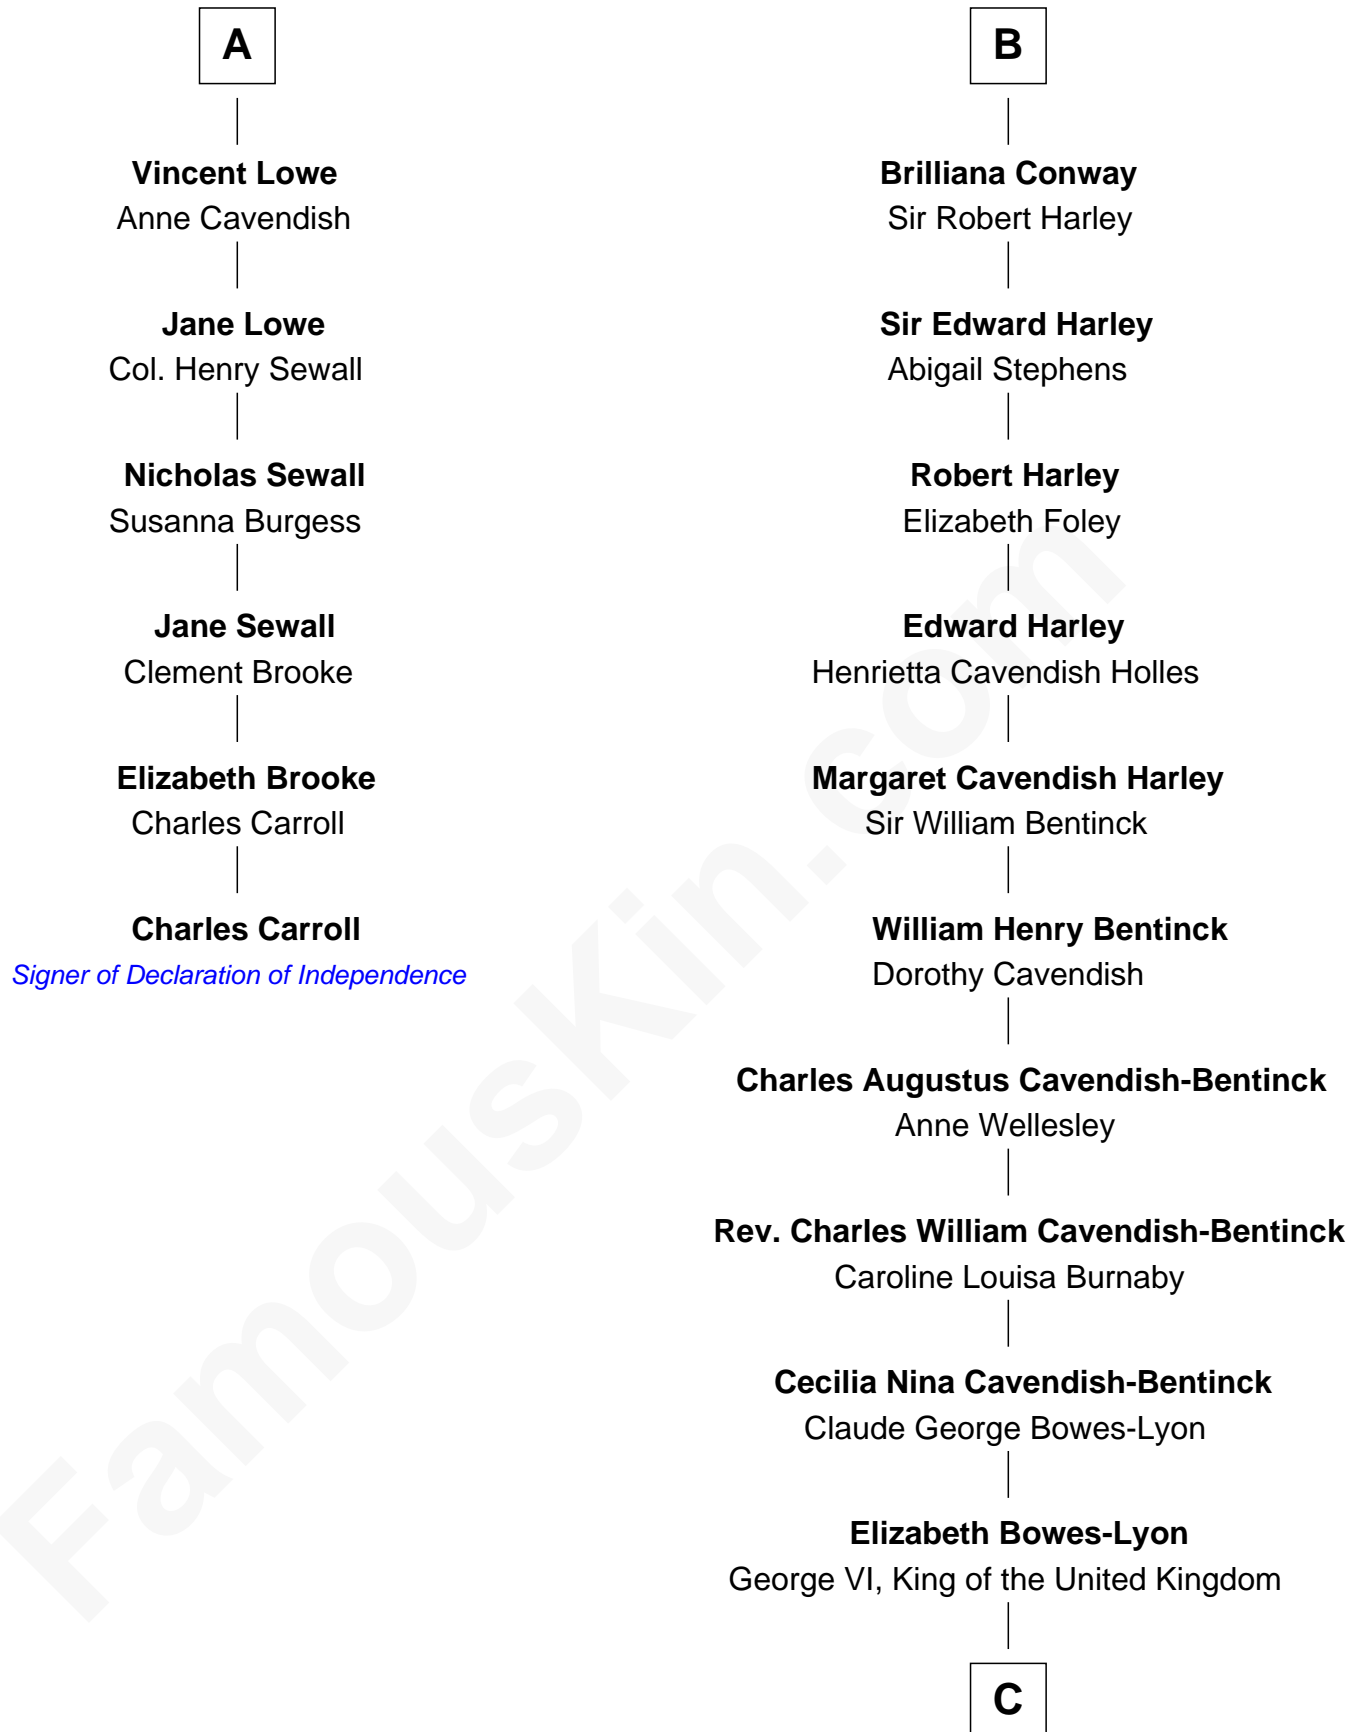 A
Vincent Lowe
Anne Cavendish
Jane Lowe
Col. Henry Sewall
Nicholas Sewall
Susanna Burgess
Jane Sewall
Clement Brooke
Elizabeth Brooke
Charles Carroll
Charles Carroll
Signer of Declaration of Independence
B
Brilliana Conway
Sir Robert Harley
Sir Edward Harley
Abigail Stephens
Robert Harley
Elizabeth Foley
Edward Harley
Henrietta Cavendish Holles
Margaret Cavendish Harley
Sir William Bentinck
William Henry Bentinck
Dorothy Cavendish
Charles Augustus Cavendish-Bentinck
Anne Wellesley
Rev. Charles William Cavendish-Bentinck
Caroline Louisa Burnaby
Cecilia Nina Cavendish-Bentinck
Claude George Bowes-Lyon
Elizabeth Bowes-Lyon
George VI, King of the United Kingdom
C
FamousKin.com